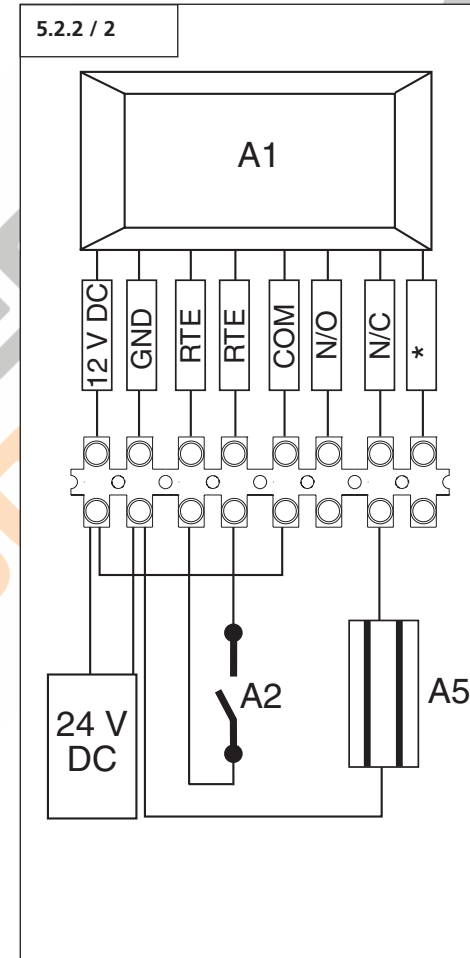 5.2.2 / 2
A1
12 V DC
GND
RTE
RTE
COM
N/O
N/C
*
A2
A5
24 V
DC